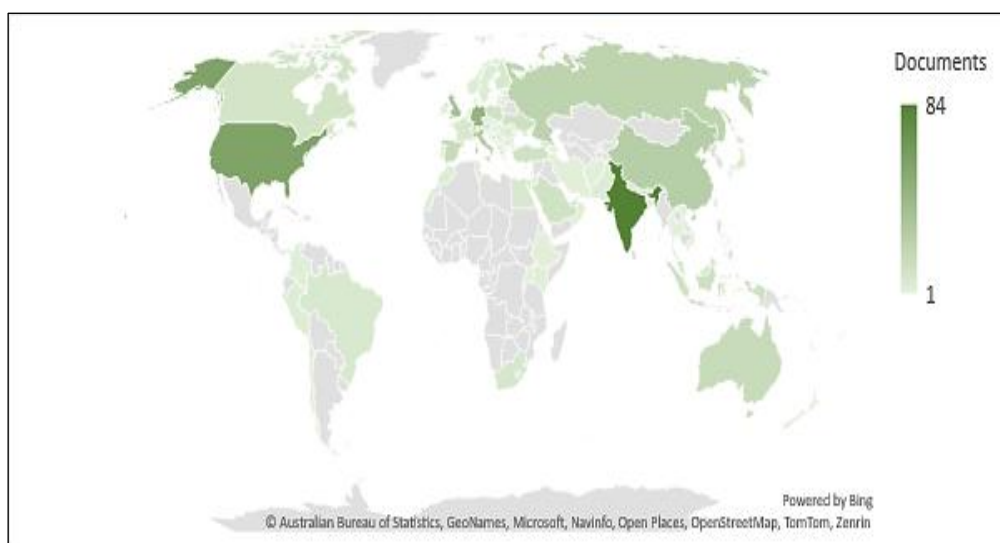 Documents
84
1
Powered by Bing
© Australian Bureau of Statistics, GeoNames, Microsoft, Navinfo, Open Places, OpenStreetMap, TomTom, Zenrin